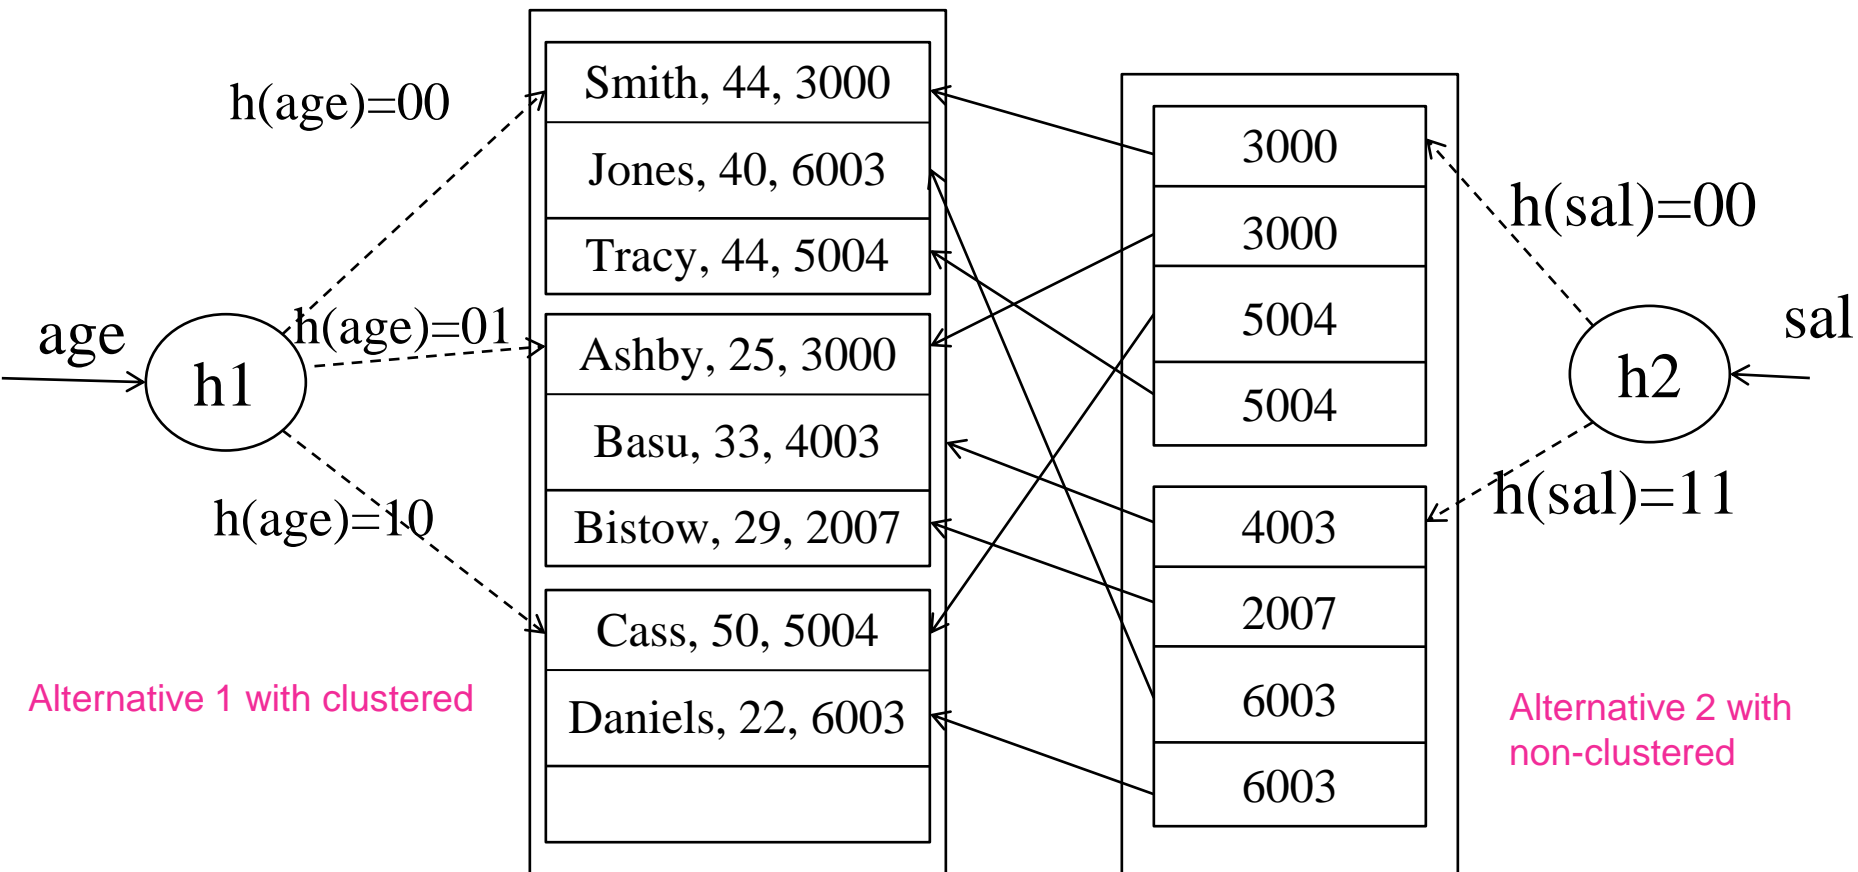 h(age)=00
h(age)=01
h(age)=10
age
h1
Smith, 44, 3000
Jones, 40, 6003
Tracy, 44, 5004
Ashby, 25, 3000
Basu, 33, 4003
Bistow, 29, 2007
Cass, 50, 5004
Daniels, 22, 6003
3000
3000
5004
5004
4003
2007
6003
6003
h(sal)=00
sal
h2
h(sal)=11
Alternative 1 with clustered
Alternative 2 with
non-clustered